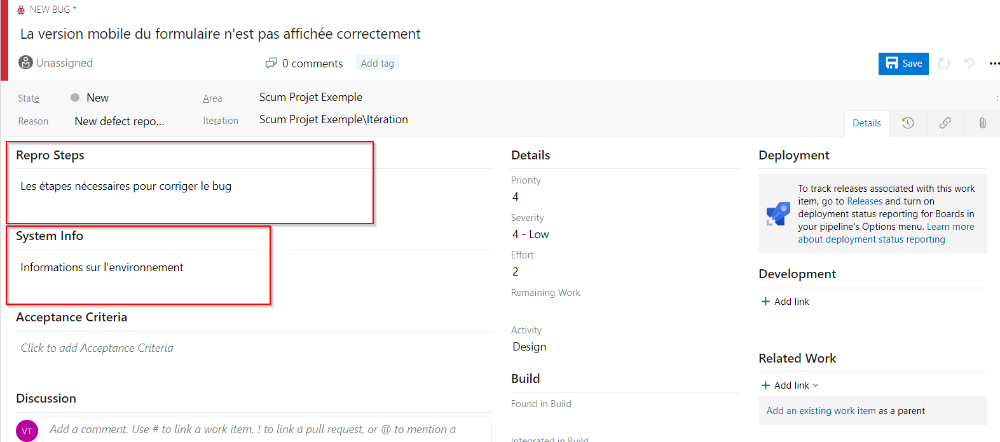 NEW BUG *
La version mobile du formulaire n'est pas affichée correctement
Unassigned
0 comments
Add tag
Save
State
New
Area
Scum Projet Exemple
Reason
New defect repo...
Iteration
Scum Projet Exemple\Itération
Details
Repro Steps
Les étapes nécessaires pour corriger le bug
System Info
Informations sur l'environnement
Acceptance Criteria
Click to add Acceptance Criteria
Discussion
VT
Add a comment. Use # to link a work item, ! to link a pull request, or @ to mention a
Details
Priority
4
Severity
4 - Low
Effort
2
Remaining Work
Activity
Design
Build
Found in Build
Integrated in Build
Deployment
To track releases associated with this work
item, go to Releases and turn on
deployment status reporting for Boards in
your pipeline's Options menu. Learn more
about deployment status reporting
Development
+ Add link
Related Work
+ Add link
Add an existing work item as a parent